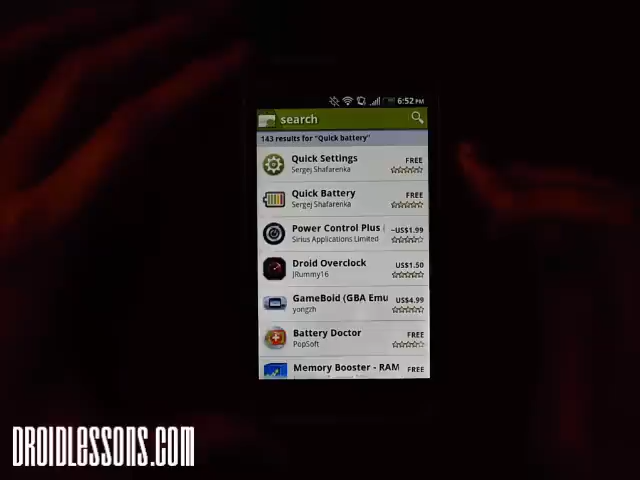 6:52 PM
search
143 results for "Quick battery"
Quick Settings
FREE
Sergej Shafarenka
Quick Battery
FREE
Sergej Shafarenka
Power Control Plus
~US$1.99
Sirius Applications Limited
Droid Overclock
US$1.50
JRummy16
GameBoid (GBA Emu
US$4.99
yongzh
Battery Doctor
FREE
PopSoft
Memory Booster - RAM
FREE
DROIDLESSONS.COM